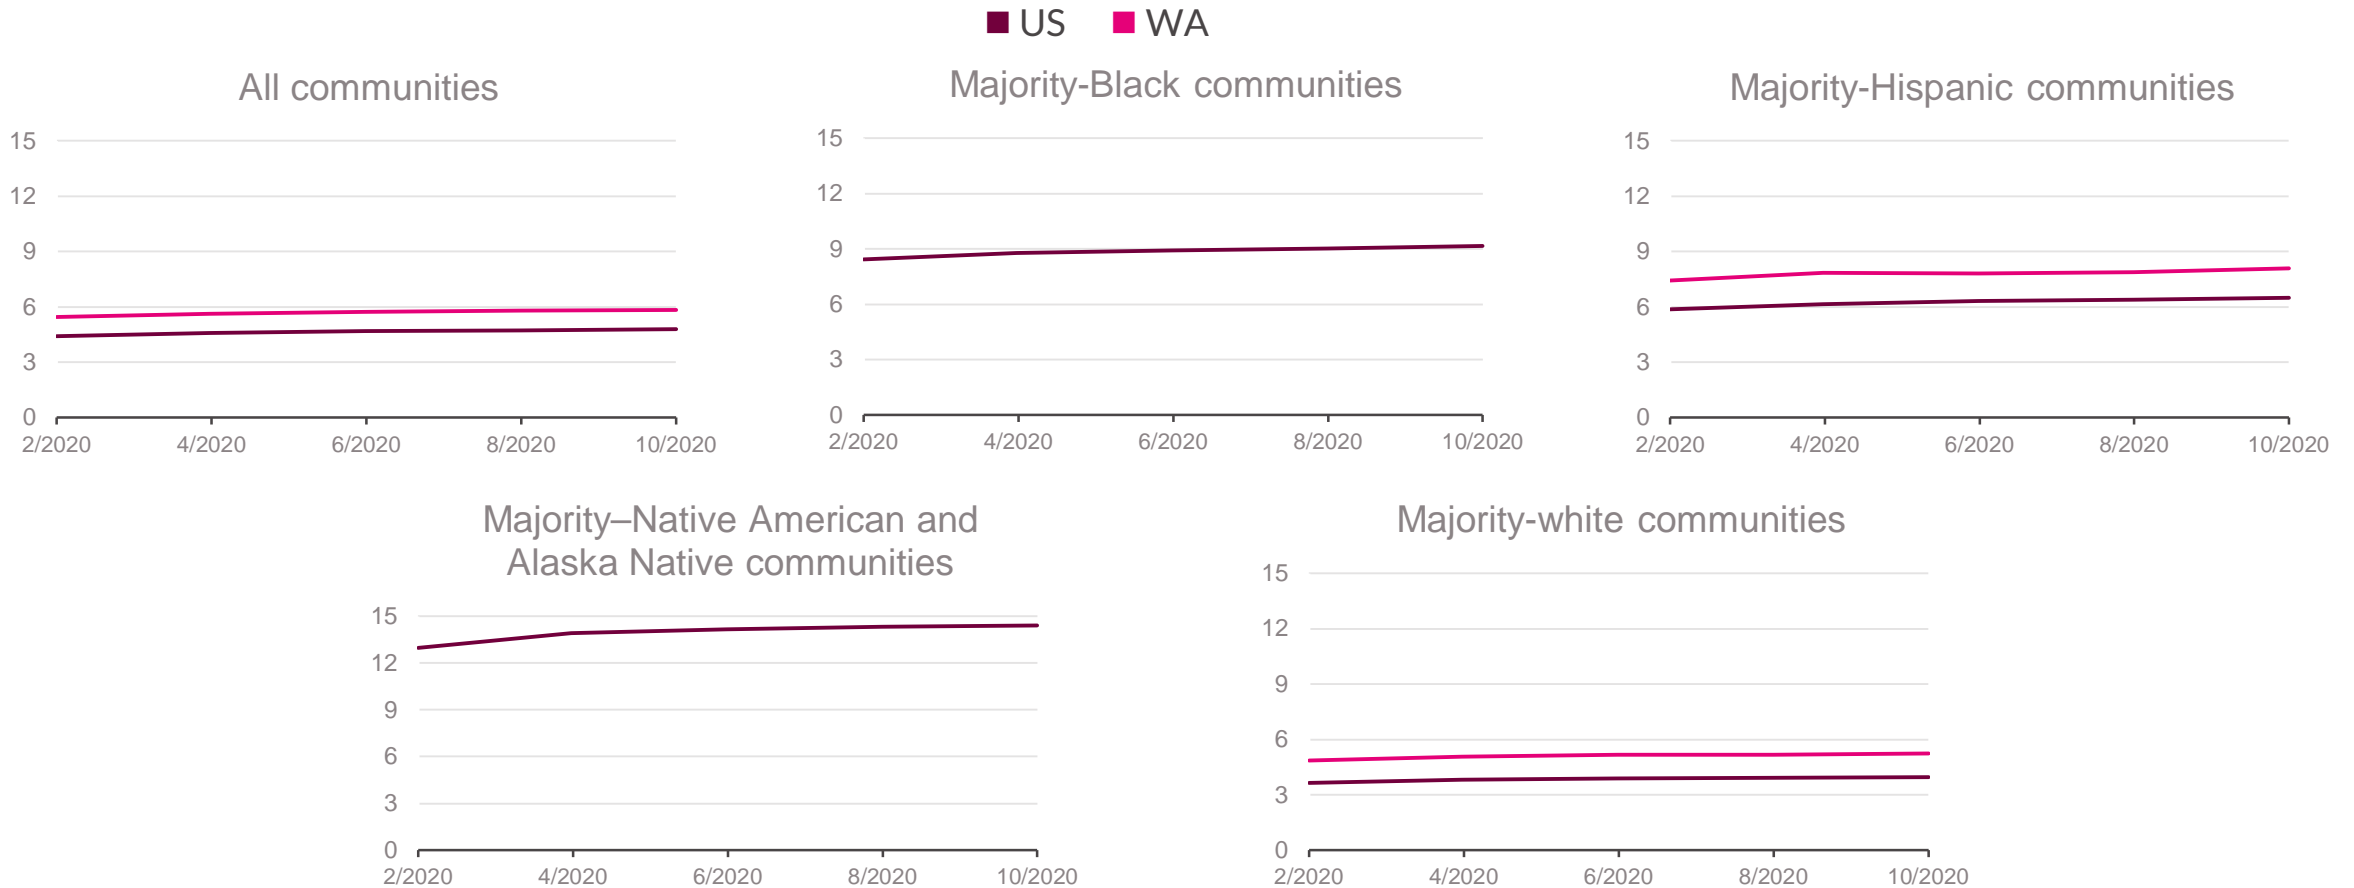 US WA
All communities
15
12
9
6
3
0
2/2020 4/2020 6/2020 8/2020 10/2020
Majority-Black communities
15
12
9
6
3
0
2/2020 4/2020 6/2020 8/2020 10/2020
Majority-Hispanic communities
15
12
9
6
3
0
2/2020 4/2020 6/2020 8/2020 10/2020
Majority–Native American and
Alaska Native communities
15
12
9
6
3
0
2/2020 4/2020 6/2020 8/2020 10/2020
Majority-white communities
15
12
9
6
3
0
2/2020 4/2020 6/2020 8/2020 10/2020